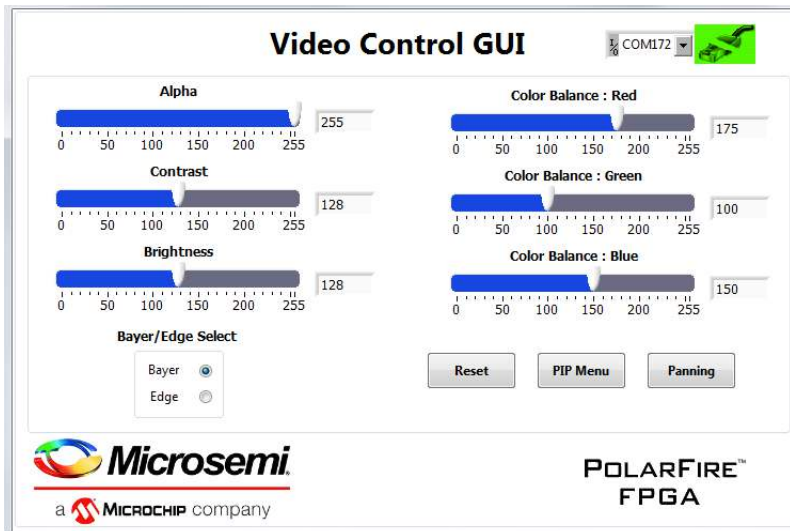 Video Control GUI
I/O COM172
Alpha
255
0 50 100 150 200 255
Contrast
128
0 50 100 150 200 255
Brightness
128
0 50 100 150 200 255
Bayer/Edge Select
Bayer
Edge
Color Balance : Red
175
0 50 100 150 200 255
Color Balance : Green
100
0 50 100 150 200 255
Color Balance : Blue
150
0 50 100 150 200 255
Reset PIP Menu Panning
Microsemi.
a MICROCHIP company
POLARFIRE™
FPGA